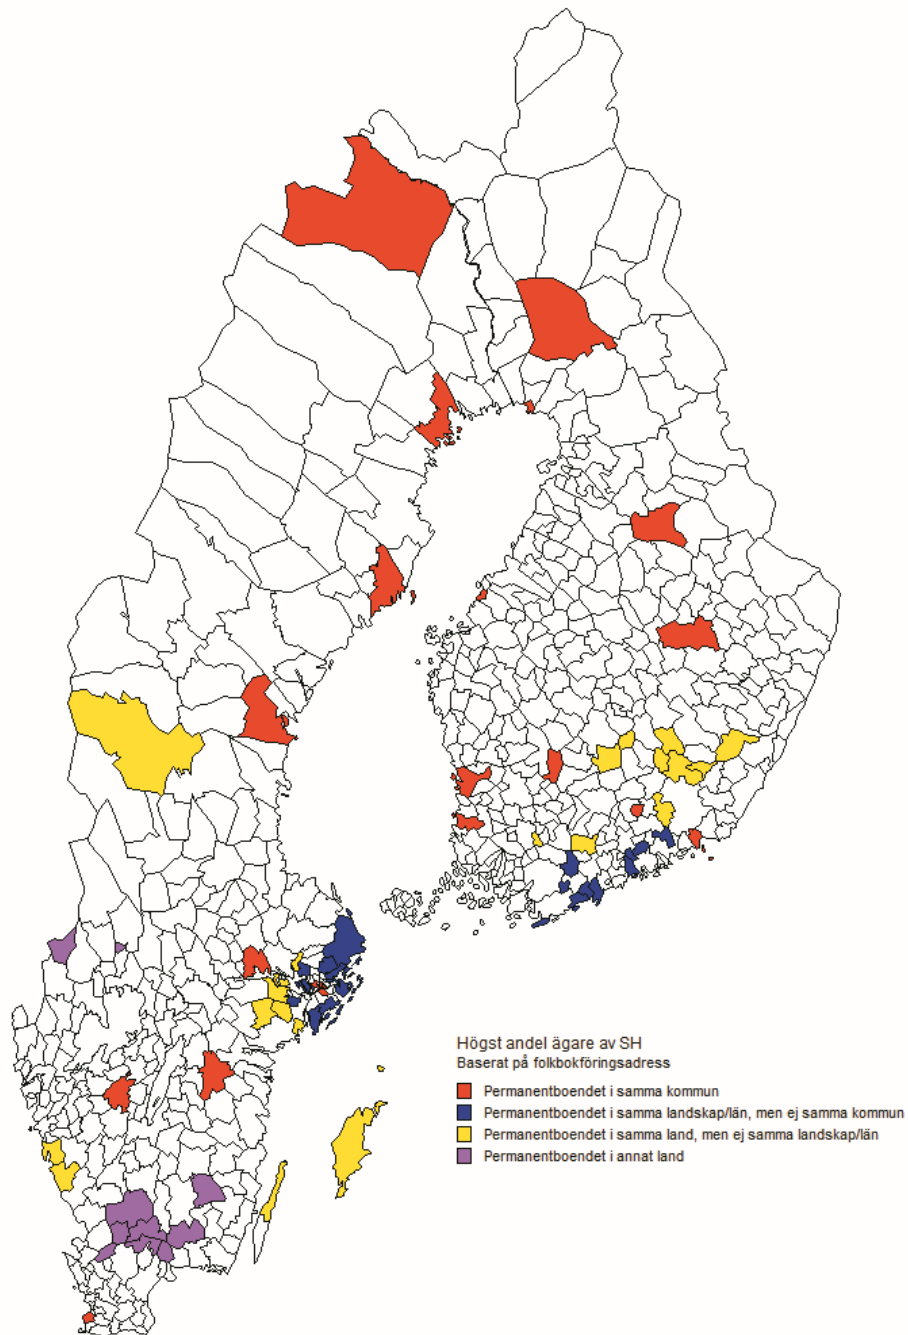 Högst andel ägare av SH
Baserat på folkbokföringsadress
Permanentboendet i samma kommun
Permanentboendet i samma landskap/län, men ej samma kommun
Permanentboendet i samma land, men ej samma landskap/län
Permanentboendet i annat land